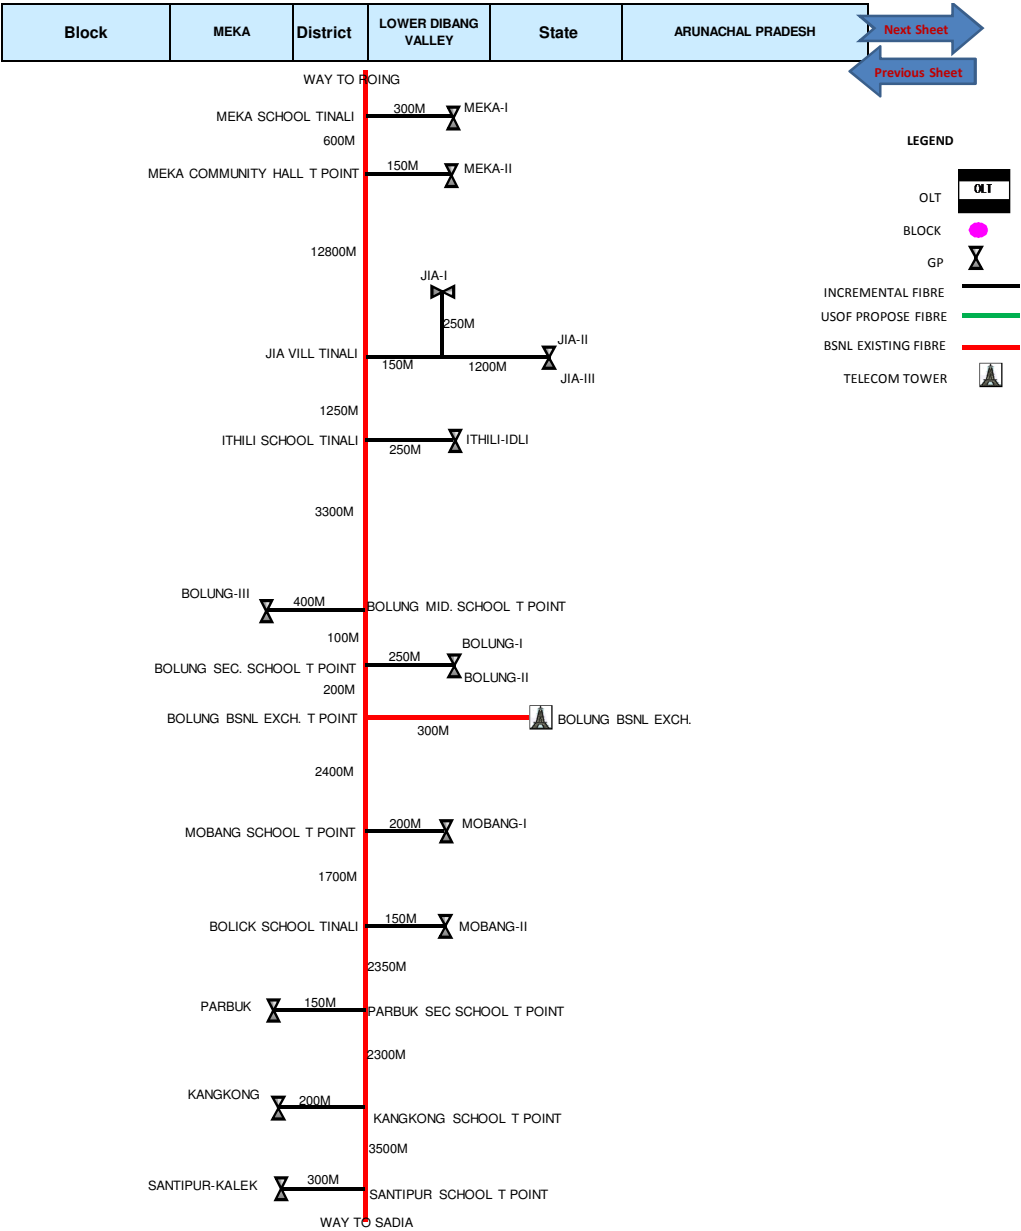 Block MEKA District LOWER DIBANG VALLEY State ARUNACHAL PRADESH
Next Sheet
Previous Sheet
WAY TO ROING
MEKA SCHOOL TINALI 300M MEKA-I
600M
MEKA COMMUNITY HALL T POINT 150M MEKA-II
12800M
JIA-I
250M
JIA VILL TINALI 150M 1200M JIA-II
JIA-III
1250M
ITHILI SCHOOL TINALI 250M ITHILI-IDLI
3300M
BOLUNG-III 400M BOLUNG MID. SCHOOL T POINT
100M
BOLUNG SEC. SCHOOL T POINT 250M BOLUNG-I
BOLUNG-II
200M
BOLUNG BSNL EXCH. T POINT 300M BOLUNG BSNL EXCH.
2400M
MOBANG SCHOOL T POINT 200M MOBANG-I
1700M
BOLICK SCHOOL TINALI 150M MOBANG-II
2350M
PARBUK 150M PARBUK SEC SCHOOL T POINT
2300M
KANGKONG 200M KANGKONG SCHOOL T POINT
3500M
SANTIPUR-KALEK 300M SANTIPUR SCHOOL T POINT
WAY TO SADIA
LEGEND
OLT OLT
BLOCK
GP
INCREMENTAL FIBRE
USOF PROPOSE FIBRE
BSNL EXISTING FIBRE
TELECOM TOWER